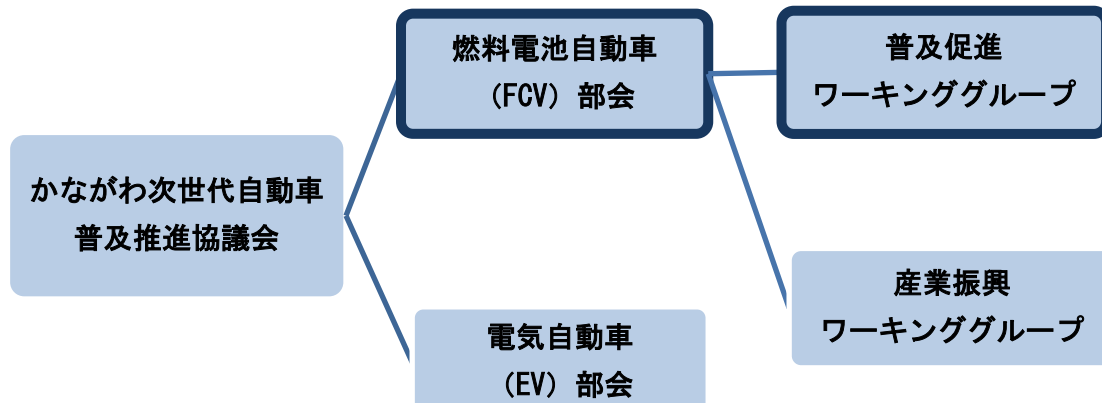 かながわ次世代自動車
普及推進協議会
燃料電池自動車
（FCV）部会
電気自動車
（EV）部会
普及促進
ワーキンググループ
産業振興
ワーキンググループ